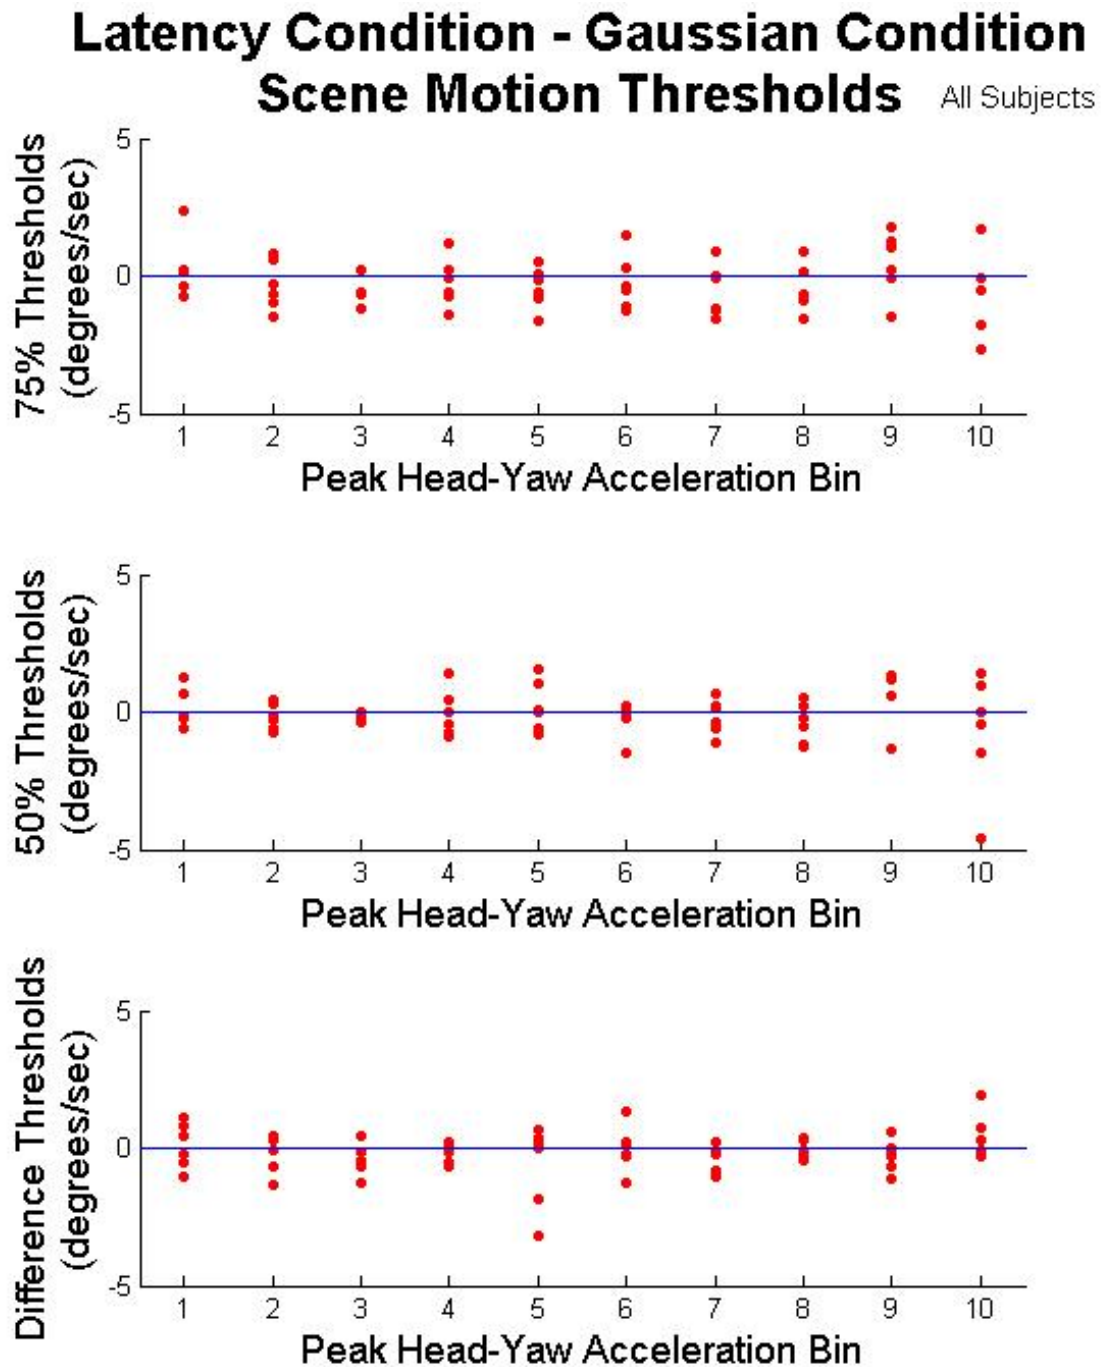 Latency Condition - Gaussian Condition
Scene Motion Thresholds All Subjects
75% Thresholds
(degrees/sec)
5
0
-5
1 2 3 4 5 6 7 8 9 10
Peak Head-Yaw Acceleration Bin
50% Thresholds
(degrees/sec)
5
0
-5
1 2 3 4 5 6 7 8 9 10
Peak Head-Yaw Acceleration Bin
Difference Thresholds
(degrees/sec)
5
0
-5
1 2 3 4 5 6 7 8 9 10
Peak Head-Yaw Acceleration Bin